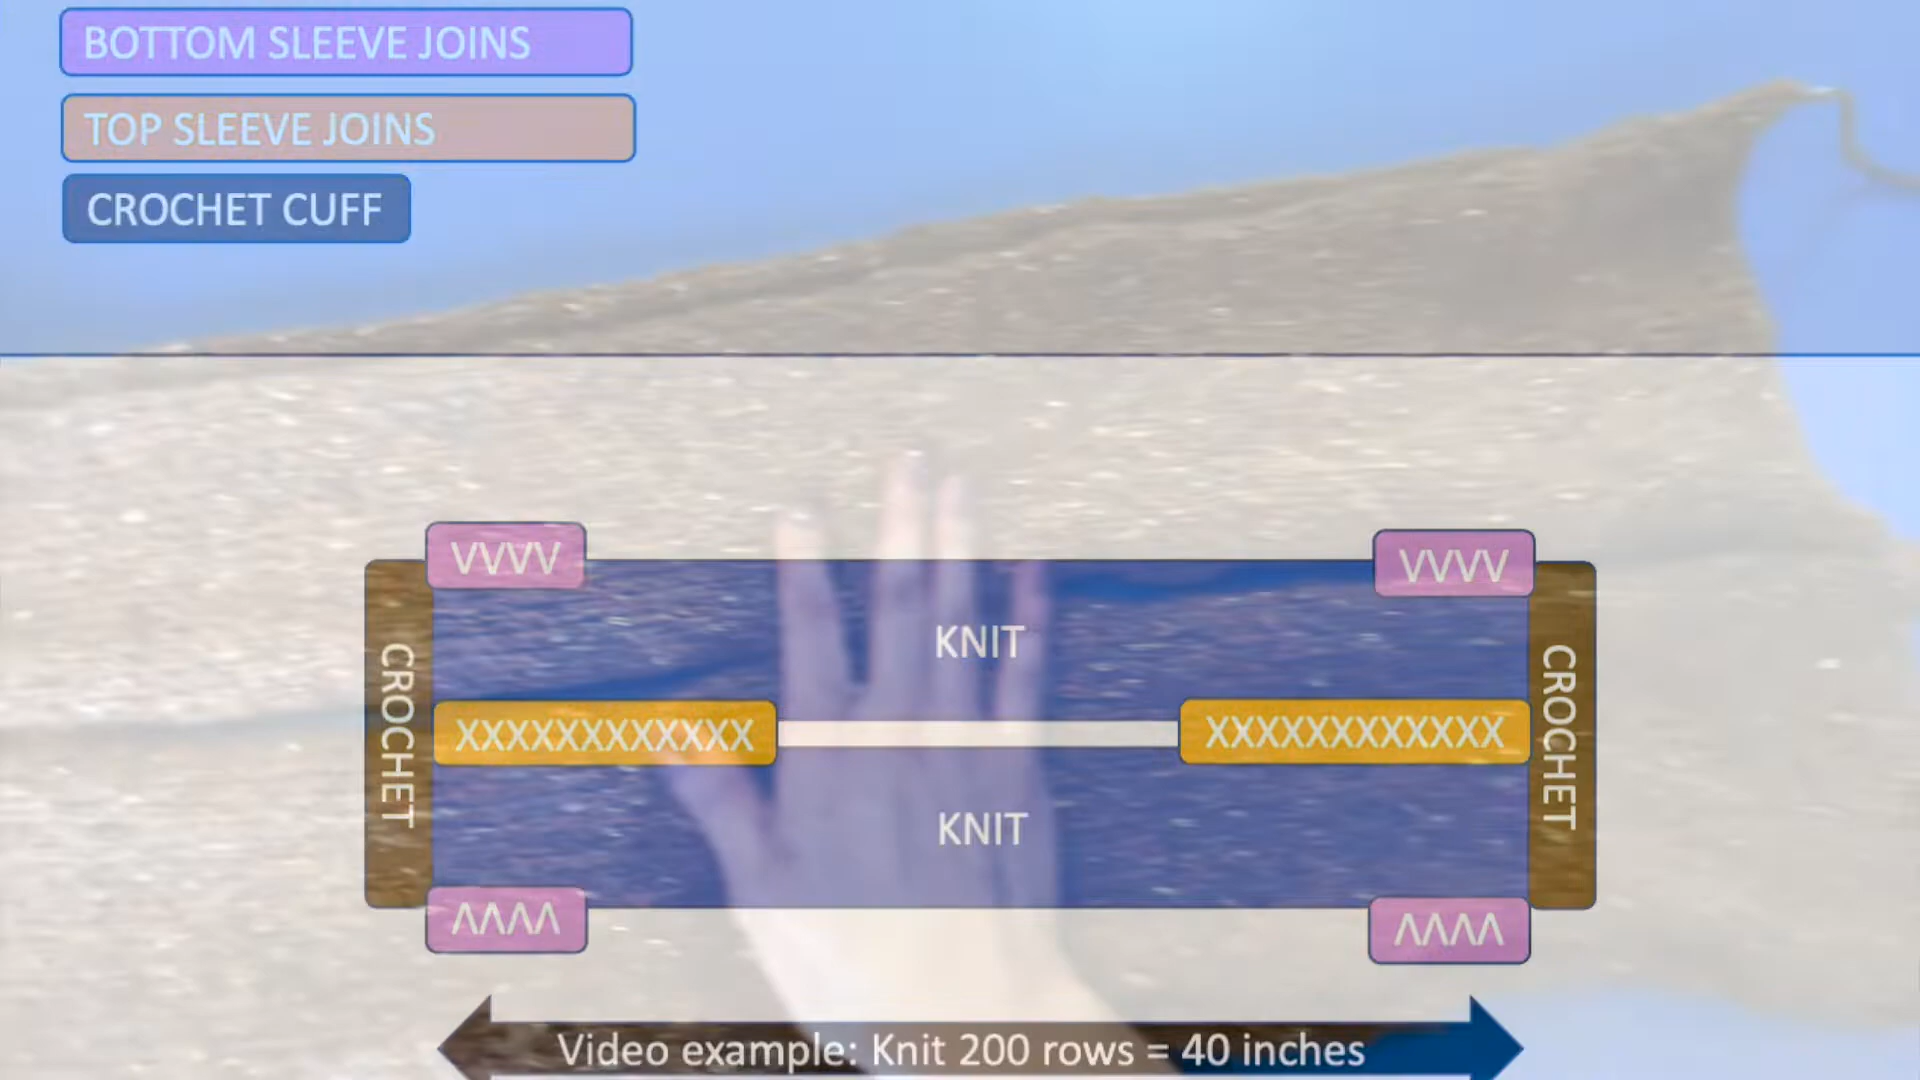 BOTTOM SLEEVE JOINS
TOP SLEEVE JOINS
CROCHET CUFF
VVVV
VVVV
CROCHET
KNIT
CROCHET
XXXXXXXXXXXX
XXXXXXXXXXXX
KNIT
ΛΛΛΛ
ΛΛΛΛ
Video example: Knit 200 rows = 40 inches